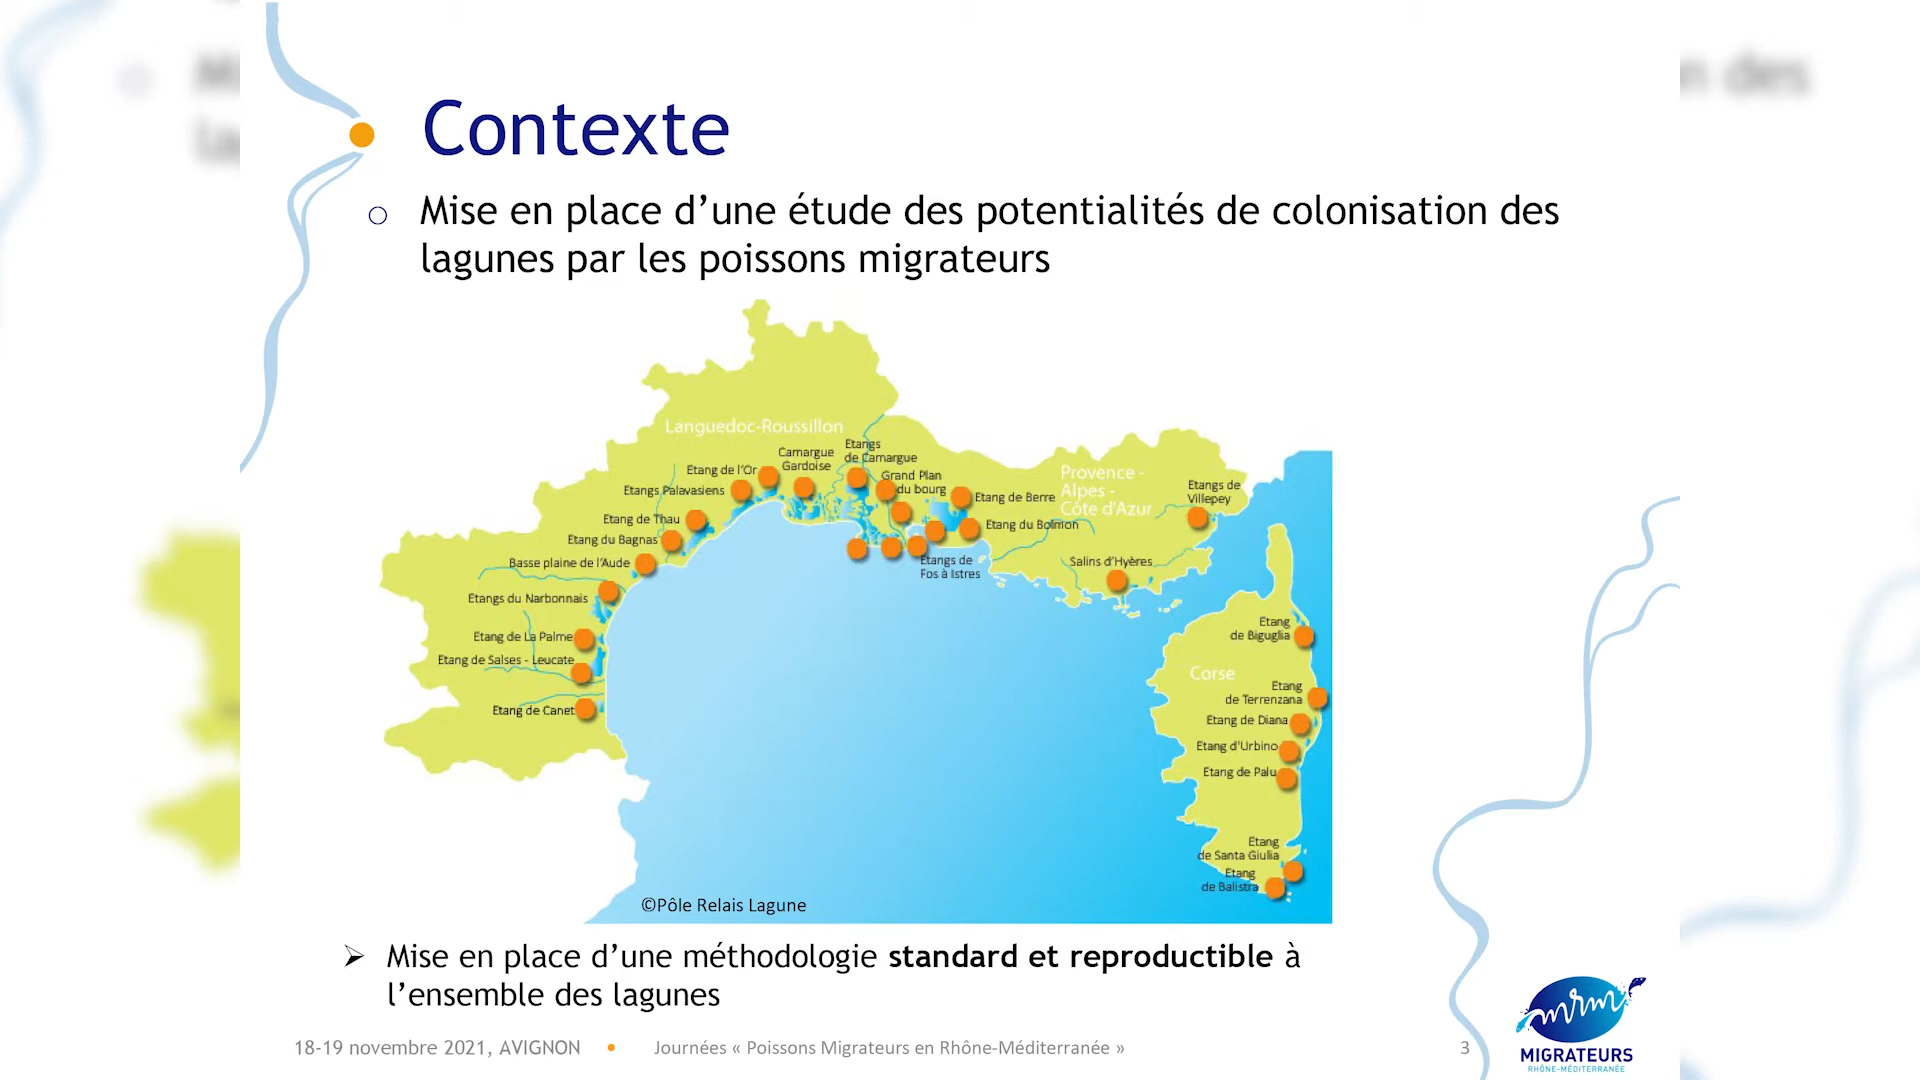 Contexte
○ Mise en place d’une étude des potentialités de colonisation des
lagunes par les poissons migrateurs
Languedoc-Roussillon
Provence -
Alpes -
Côte d'Azur
Corse
Etang de l’Or
Camargue
Gardoise
Etangs
de Camargue
Grand Plan
du bourg
Etangs Palavasiens
Etang de Berre
Etangs de
Villepey
Etang de Thau
Etang du Bolmon
Etang du Bagnas
Basse plaine de l’Aude
Etangs de
Fos à Istres
Salins d’Hyères
Etangs du Narbonnais
Etang de La Palme
Etang de Salses - Leucate
Etang de Canet
Etang
de Biguglia
Etang
de Terrenzana
Etang de Diana
Etang d'Urbino
Etang de Palu
Etang
de Santa Giulia
Etang
de Balistra
©Pôle Relais Lagune
➢ Mise en place d’une méthodologie standard et reproductible à
l’ensemble des lagunes
18-19 novembre 2021, AVIGNON • Journées « Poissons Migrateurs en Rhône-Méditerranée » 3
mrm
MIGRATEURS
RHÔNE-MÉDITERRANÉE